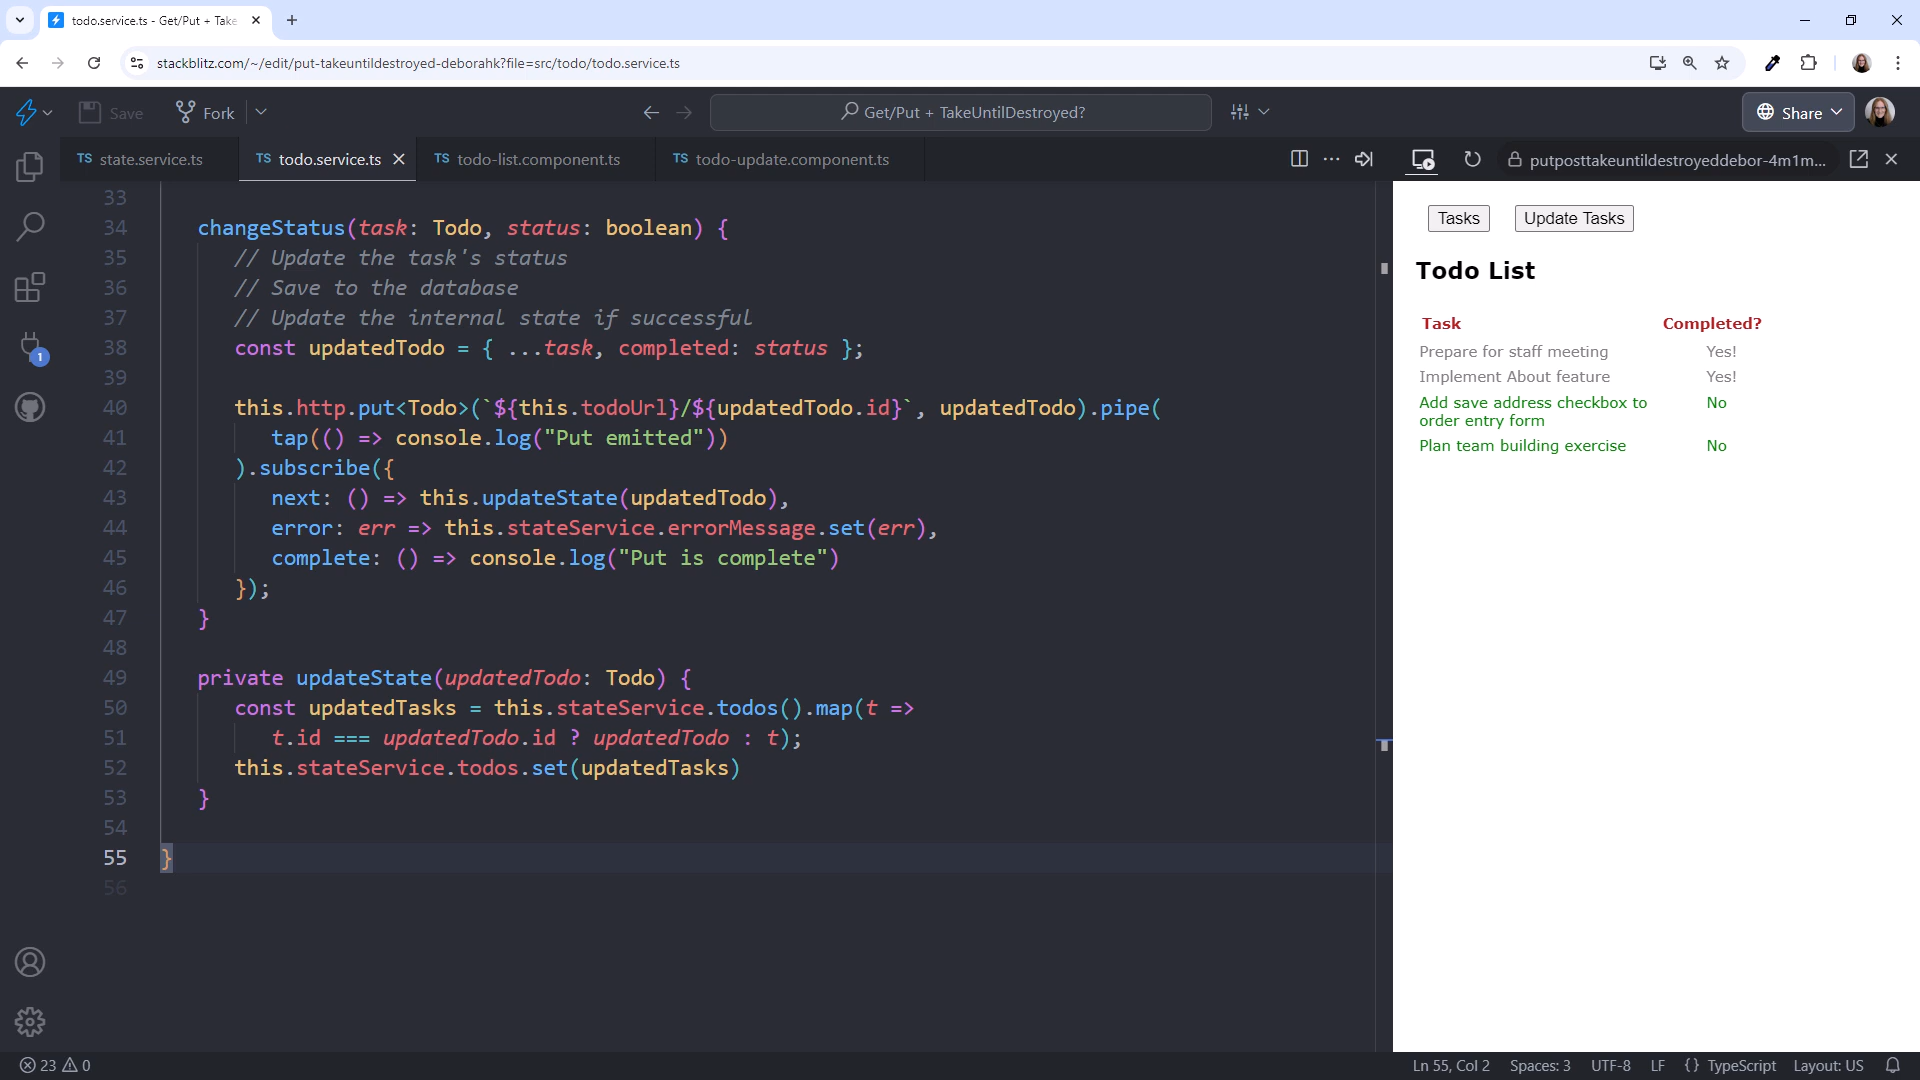 todo.service.ts - Get/Put + Take
stackblitz.com/~/edit/put-takeuntildestroyed-deborahk?file=src/todo/todo.service.ts
Save
Fork
Get/Put + TakeUntilDestroyed?
Share
TS state.service.ts
TS todo.service.ts
TS todo-list.component.ts
TS todo-update.component.ts
putposttakeuntildestroyeddebor-4m1m...
1
33
34 changeStatus(task: Todo, status: boolean) {
35 // Update the task's status
36 // Save to the database
37 // Update the internal state if successful
38 const updatedTodo = { ...task, completed: status };
39
40 this.http.put<Todo>(`${this.todoUrl}/${updatedTodo.id}`, updatedTodo).pipe(
41 tap(() => console.log("Put emitted"))
42 ).subscribe({
43 next: () => this.updateState(updatedTodo),
44 error: err => this.stateService.errorMessage.set(err),
45 complete: () => console.log("Put is complete")
46 });
47 }
48
49 private updateState(updatedTodo: Todo) {
50 const updatedTasks = this.stateService.todos().map(t =>
51 t.id === updatedTodo.id ? updatedTodo : t);
52 this.stateService.todos.set(updatedTasks)
53 }
54
55 }
56
Tasks
Update Tasks
Todo List
Task Completed?
Prepare for staff meeting Yes!
Implement About feature Yes!
Add save address checkbox to No
order entry form
Plan team building exercise No
23 0
Ln 55, Col 2
Spaces: 3
UTF-8
LF
{} TypeScript
Layout: US